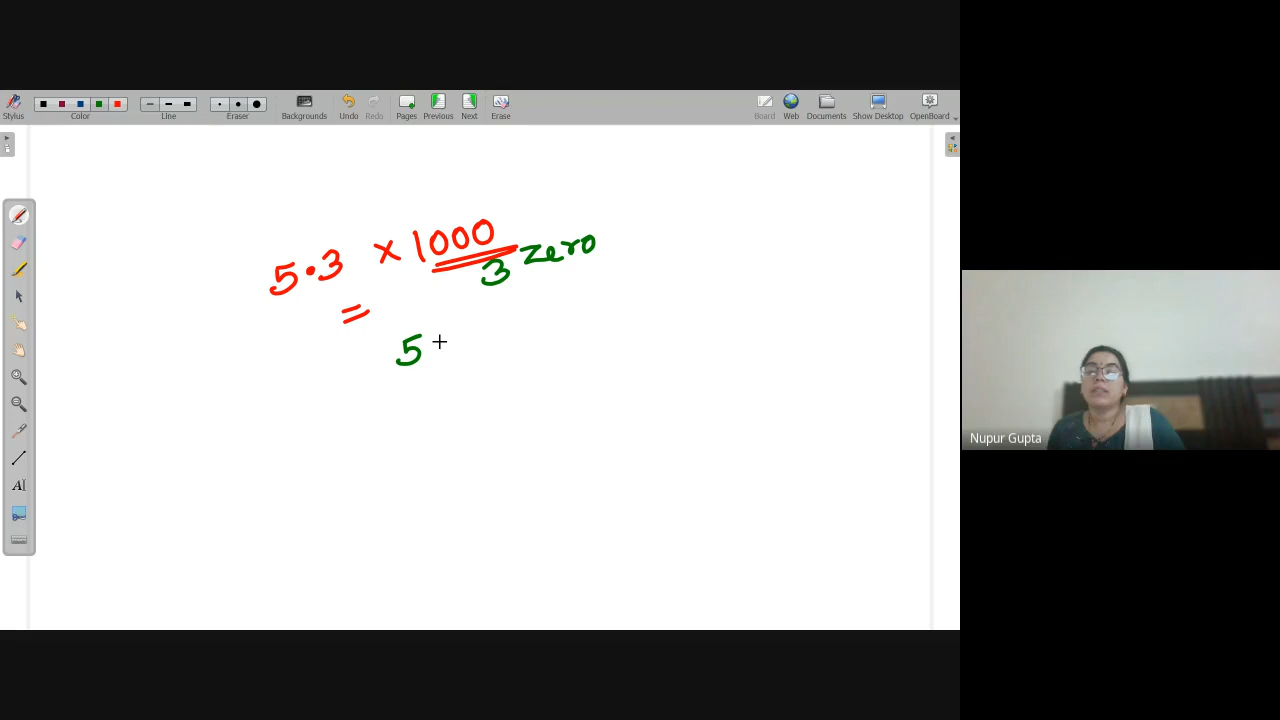 Stylus
Color
Line
Eraser
Backgrounds
Undo
Redo
Pages
Previous
Next
Erase
Board
Web
Documents
Show Desktop
OpenBoard
5.3 × 1000
3 zero
=
5
AI
Nupur Gupta